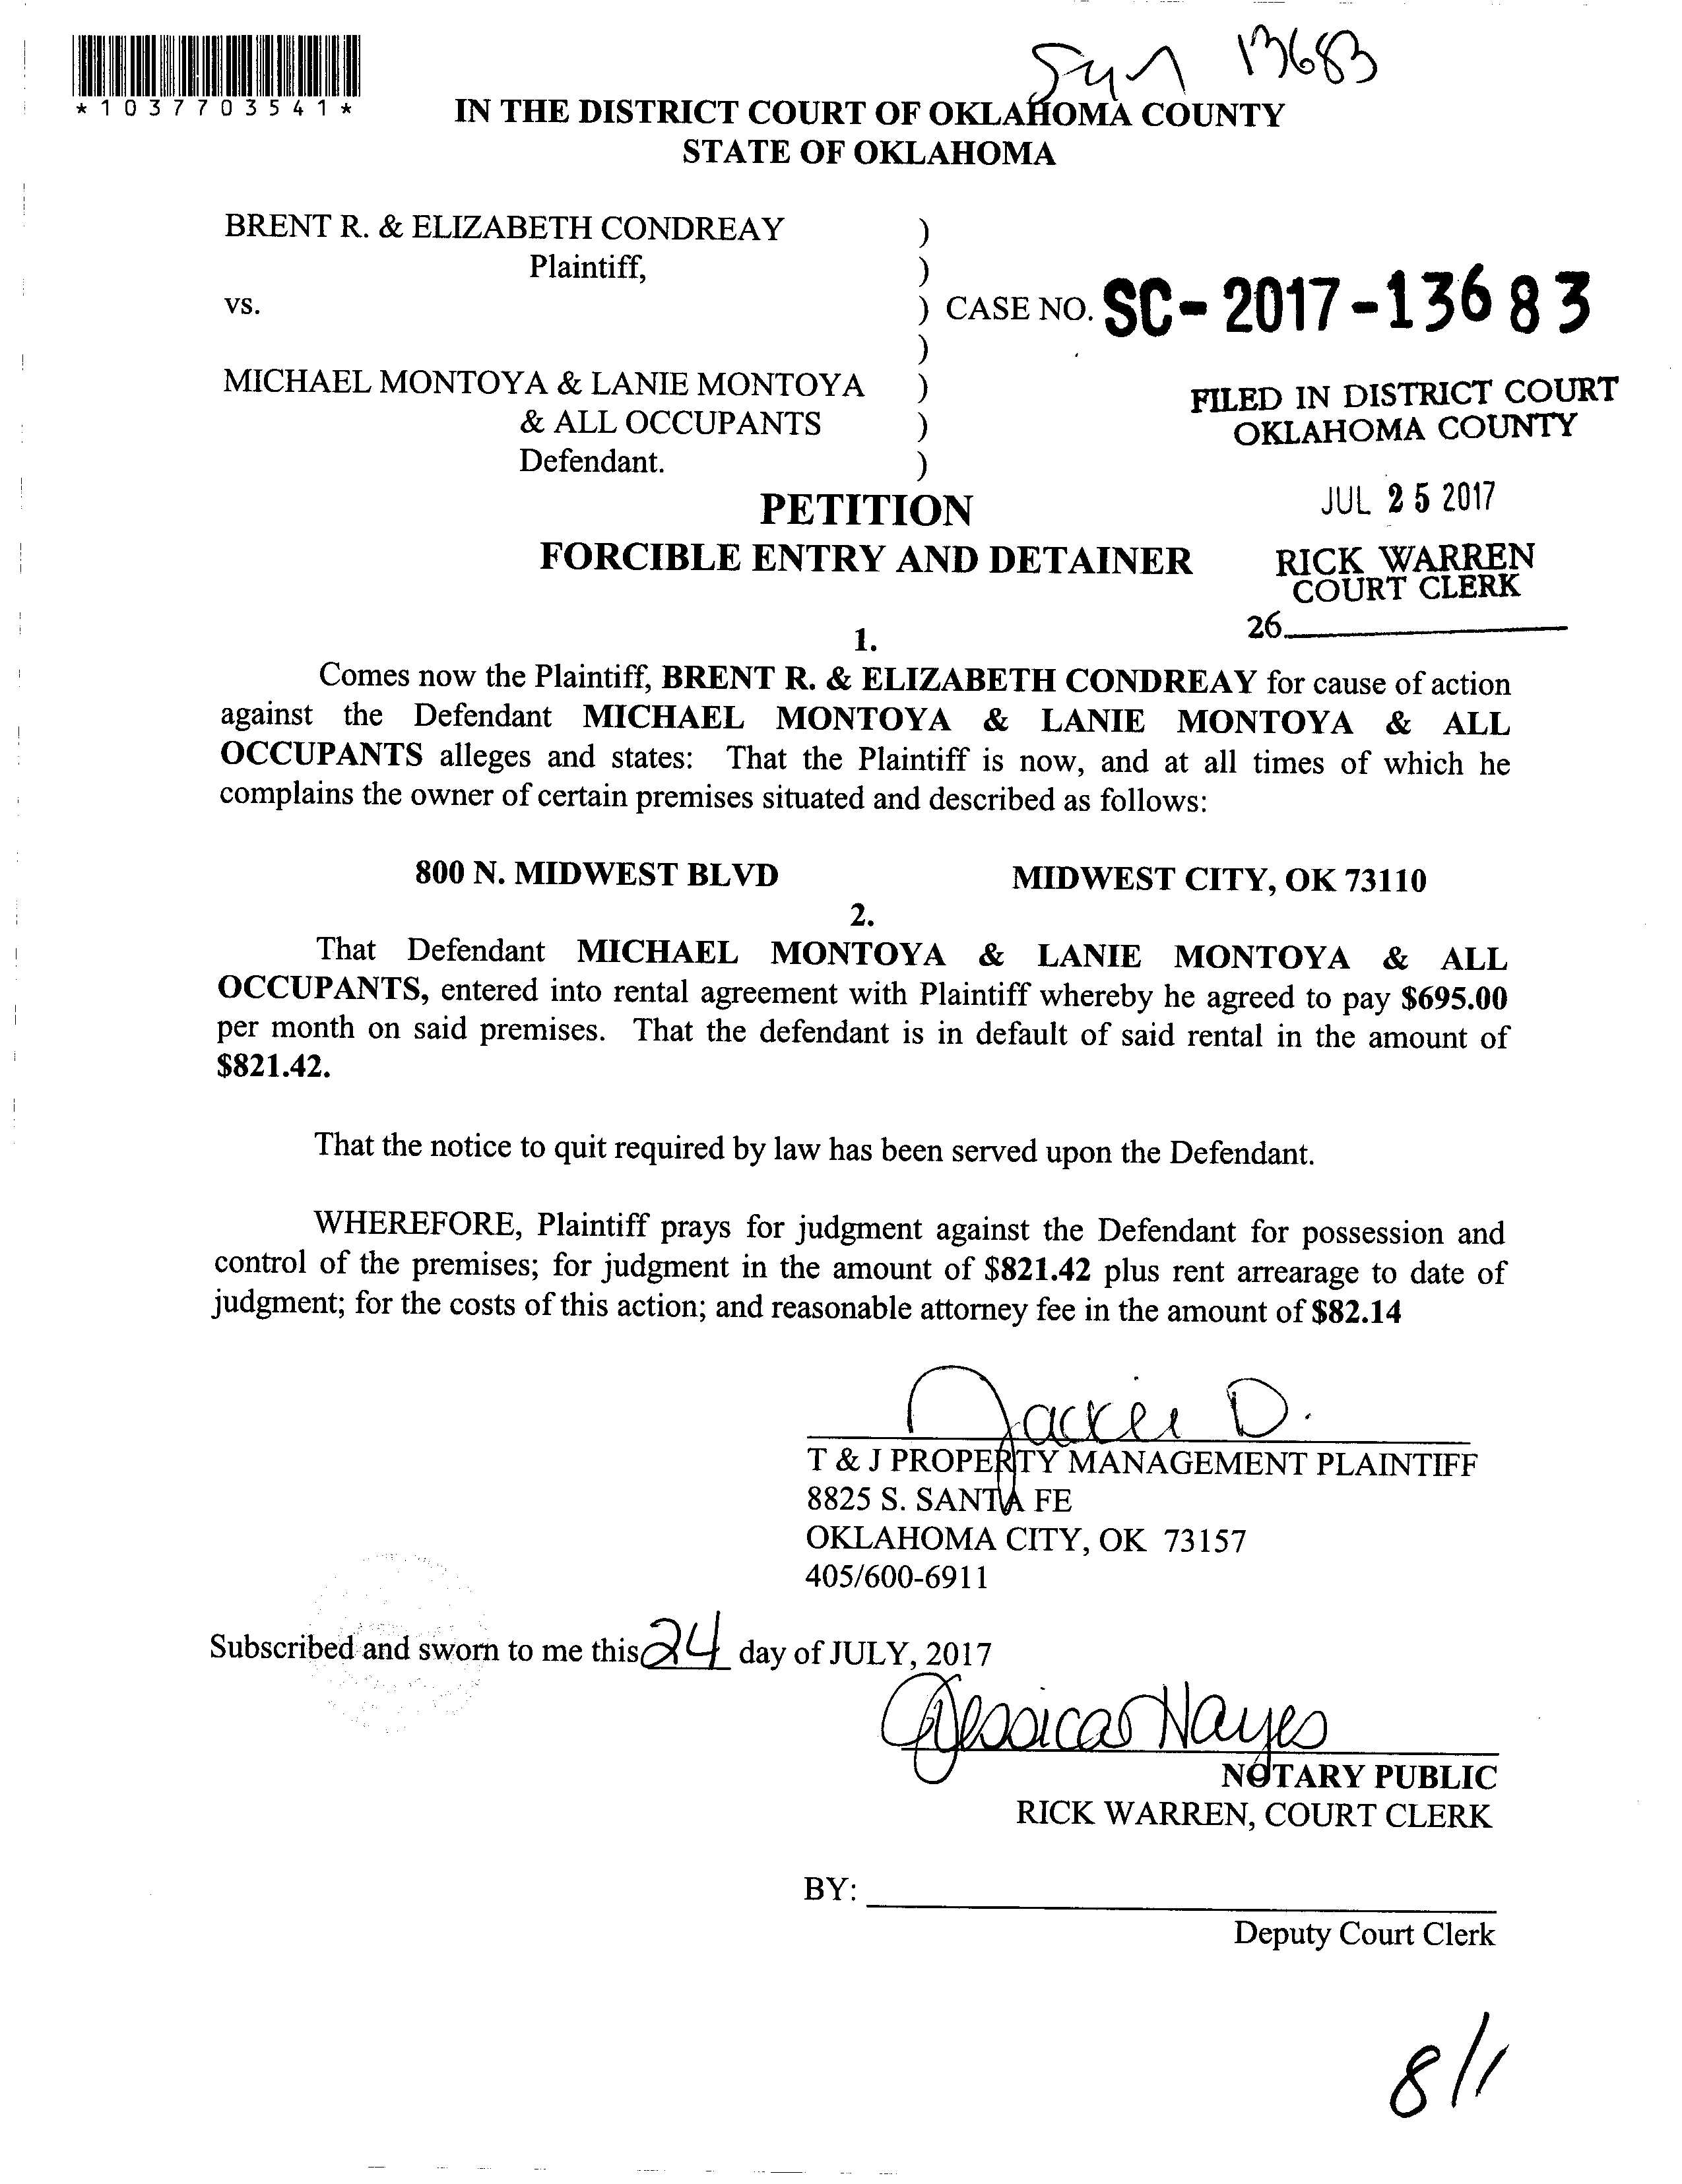 13683
*1037703541*
IN THE DISTRICT COURT OF OKLAHOMA COUNTY
STATE OF OKLAHOMA
BRENT R. & ELIZABETH CONDREAY )
Plaintiff, )
vs. ) CASE NO. SC-2017-13683
)
MICHAEL MONTOYA & LANIE MONTOYA )
& ALL OCCUPANTS )
Defendant. )
FILED IN DISTRICT COURT
OKLAHOMA COUNTY
JUL 25 2017
RICK WARREN
COURT CLERK
26
PETITION
FORCIBLE ENTRY AND DETAINER
1.
Comes now the Plaintiff, BRENT R. & ELIZABETH CONDREAY for cause of action
against the Defendant MICHAEL MONTOYA & LANIE MONTOYA & ALL
OCCUPANTS alleges and states: That the Plaintiff is now, and at all times of which he
complains the owner of certain premises situated and described as follows:
800 N. MIDWEST BLVD MIDWEST CITY, OK 73110
2.
That Defendant MICHAEL MONTOYA & LANIE MONTOYA & ALL
OCCUPANTS, entered into rental agreement with Plaintiff whereby he agreed to pay $695.00
per month on said premises. That the defendant is in default of said rental in the amount of
$821.42.
That the notice to quit required by law has been served upon the Defendant.
WHEREFORE, Plaintiff prays for judgment against the Defendant for possession and
control of the premises; for judgment in the amount of $821.42 plus rent arrearage to date of
judgment; for the costs of this action; and reasonable attorney fee in the amount of $82.14
Jackie D.
T & J PROPERTY MANAGEMENT PLAINTIFF
8825 S. SANTA FE
OKLAHOMA CITY, OK 73157
405/600-6911
Subscribed and sworn to me this 24 day of JULY, 2017
Jessica Hayes
NOTARY PUBLIC
RICK WARREN, COURT CLERK
BY:
Deputy Court Clerk
8/1